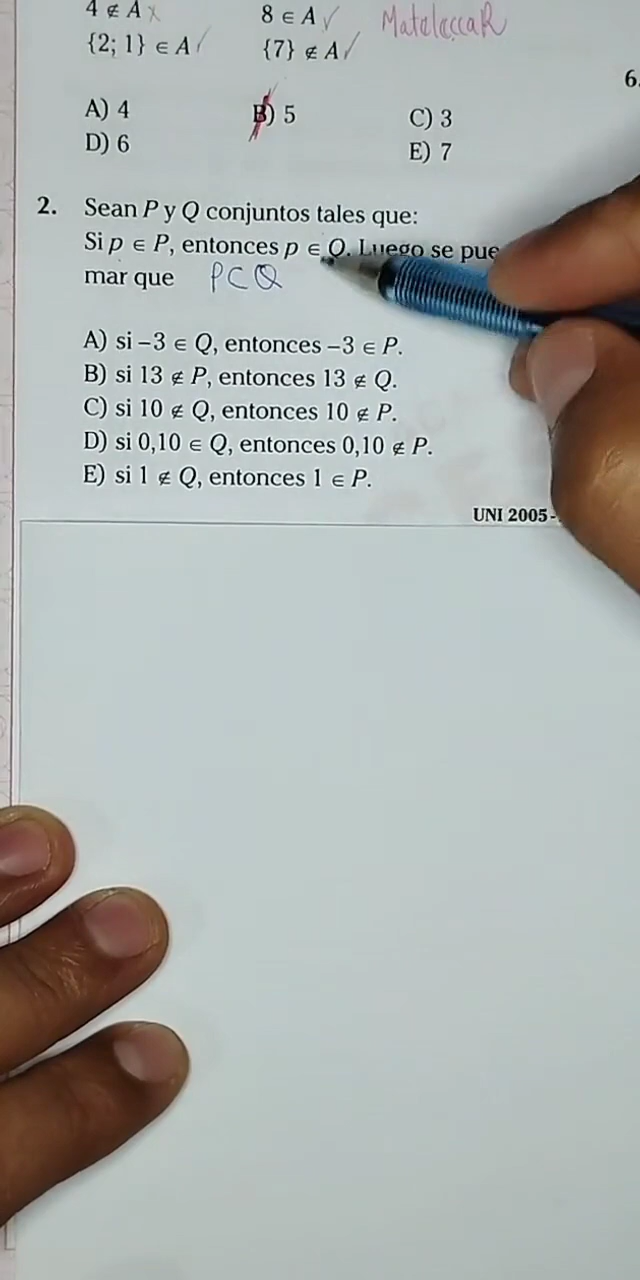 4 ∉ A x 8 ∈ A ✓ MateleccaR
{2; 1} ∈ A ✓ {7} ∉ A ✓
6.
A) 4 B) 5 C) 3
D) 6 E) 7
2. Sean P y Q conjuntos tales que:
Si p ∈ P, entonces p ∈ Q. Luego se pue
mar que P⊂Q
A) si –3 ∈ Q, entonces –3 ∈ P.
B) si 13 ∉ P, entonces 13 ∉ Q.
C) si 10 ∉ Q, entonces 10 ∉ P.
D) si 0,10 ∈ Q, entonces 0,10 ∉ P.
E) si 1 ∉ Q, entonces 1 ∈ P.
UNI 2005-